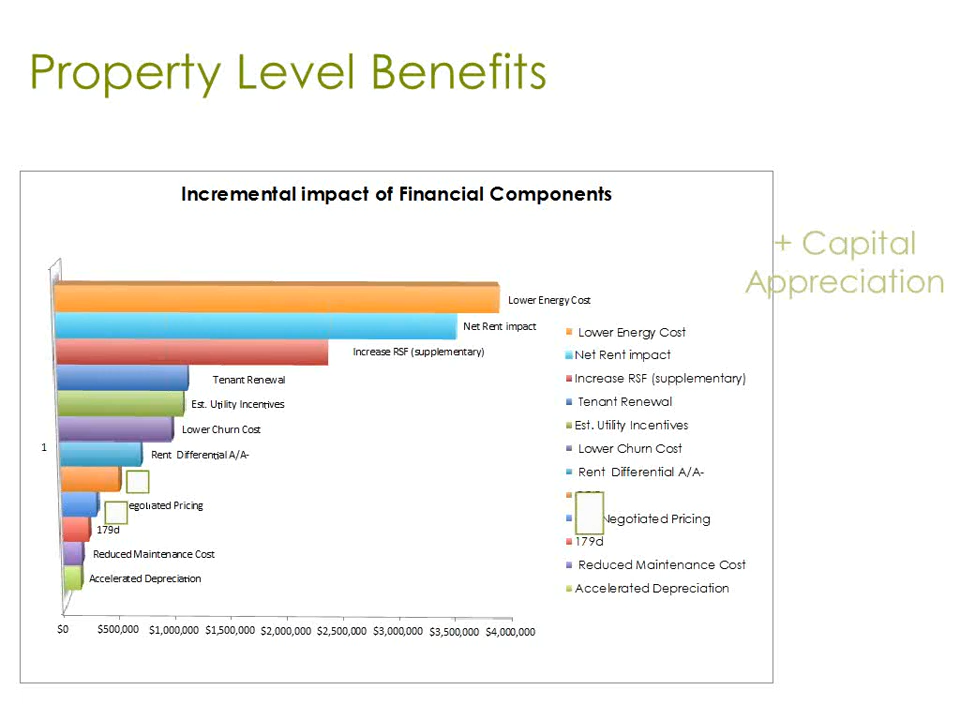 Property Level Benefits
Incremental impact of Financial Components
+ Capital
Appreciation
Lower Energy Cost
Net Rent impact
Increase RSF (supplementary)
Tenant Renewal
Est. Utility Incentives
Lower Churn Cost
Rent Differential A/A-
Pricing
179d
Reduced Maintenance Cost
Accelerated Depreciation
1
$0 $500,000 $1,000,000 $1,500,000 $2,000,000 $2,500,000 $3,000,000 $3,500,000 $4,000,000
Lower Energy Cost
Net Rent impact
Increase RSF (supplementary)
Tenant Renewal
Est. Utility Incentives
Lower Churn Cost
Rent Differential A/A-
Negotiated Pricing
179d
Reduced Maintenance Cost
Accelerated Depreciation